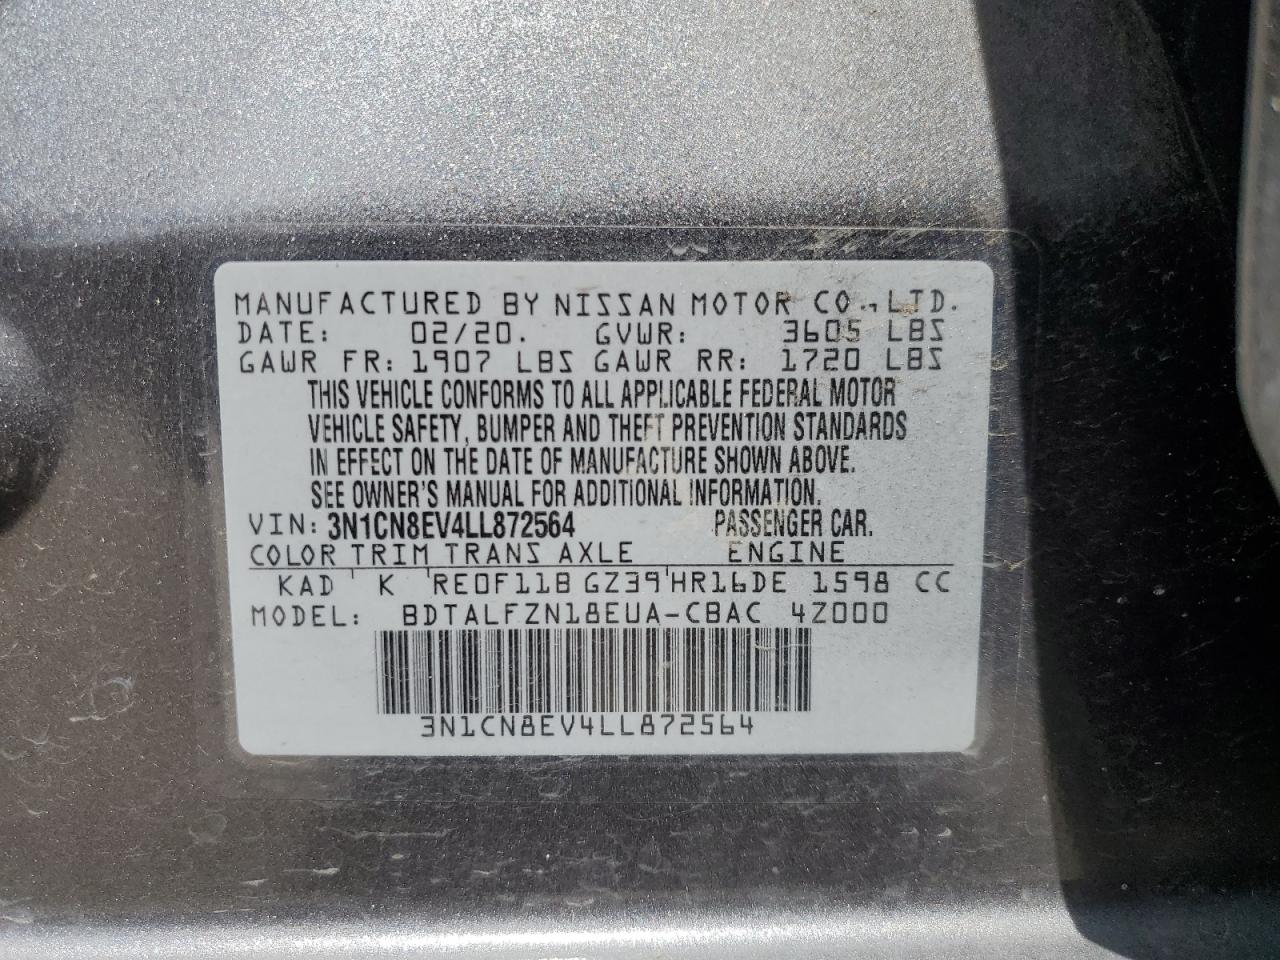 MANUFACTURED BY NISSAN MOTOR CO., LTD.
DATE: 02/20. GVWR: 3605 LBS
GAWR FR: 1907 LBS GAWR RR: 1720 LBS
THIS VEHICLE CONFORMS TO ALL APPLICABLE FEDERAL MOTOR
VEHICLE SAFETY, BUMPER AND THEFT PREVENTION STANDARDS
IN EFFECT ON THE DATE OF MANUFACTURE SHOWN ABOVE.
SEE OWNER'S MANUAL FOR ADDITIONAL INFORMATION.
VIN: 3N1CN8EV4LL872564 PASSENGER CAR.
COLOR TRIM TRANS AXLE ENGINE
KAD K RE0F11B GZ39 HR16DE 1598 CC
MODEL: BDTALFZN18EUA-CBAC 4Z000
3N1CN8EV4LL872564